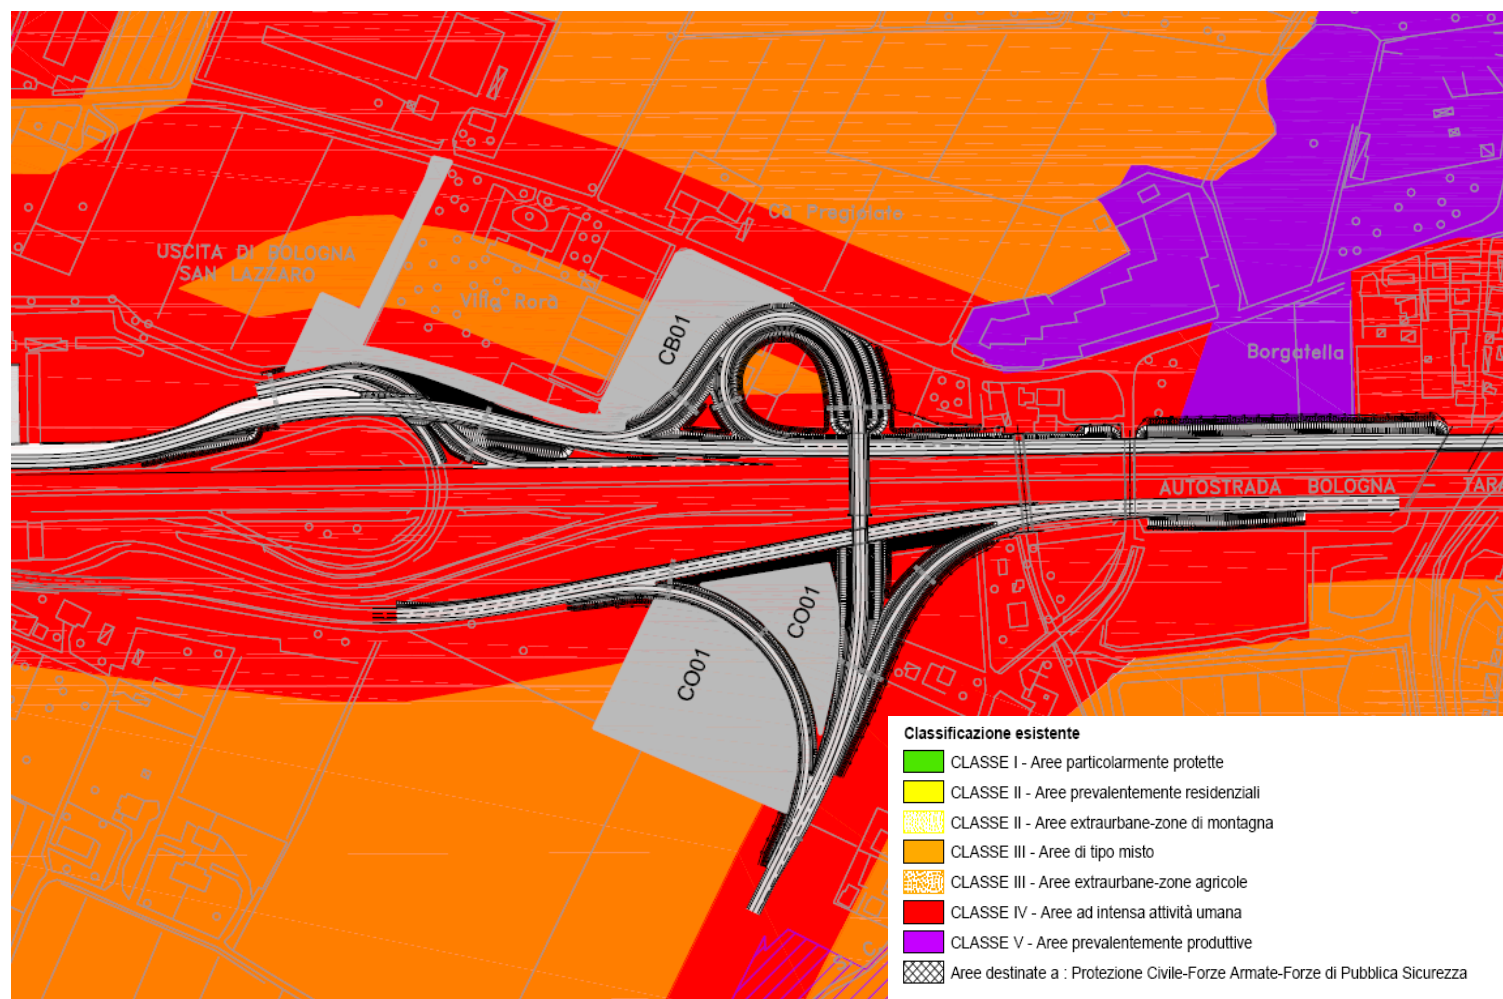 Cà Pregiolate
USCITA DI BOLOGNA
SAN LAZZARO
Villa Rorà
CB01
Borgatella
AUTOSTRADA BOLOGNA - TARA
CO01
CO01
Classificazione esistente
CLASSE I - Aree particolarmente protette
CLASSE II - Aree prevalentemente residenziali
CLASSE II - Aree extraurbane-zone di montagna
CLASSE III - Aree di tipo misto
CLASSE III - Aree extraurbane-zone agricole
CLASSE IV - Aree ad intensa attività umana
CLASSE V - Aree prevalentemente produttive
Aree destinate a : Protezione Civile-Forze Armate-Forze di Pubblica Sicurezza